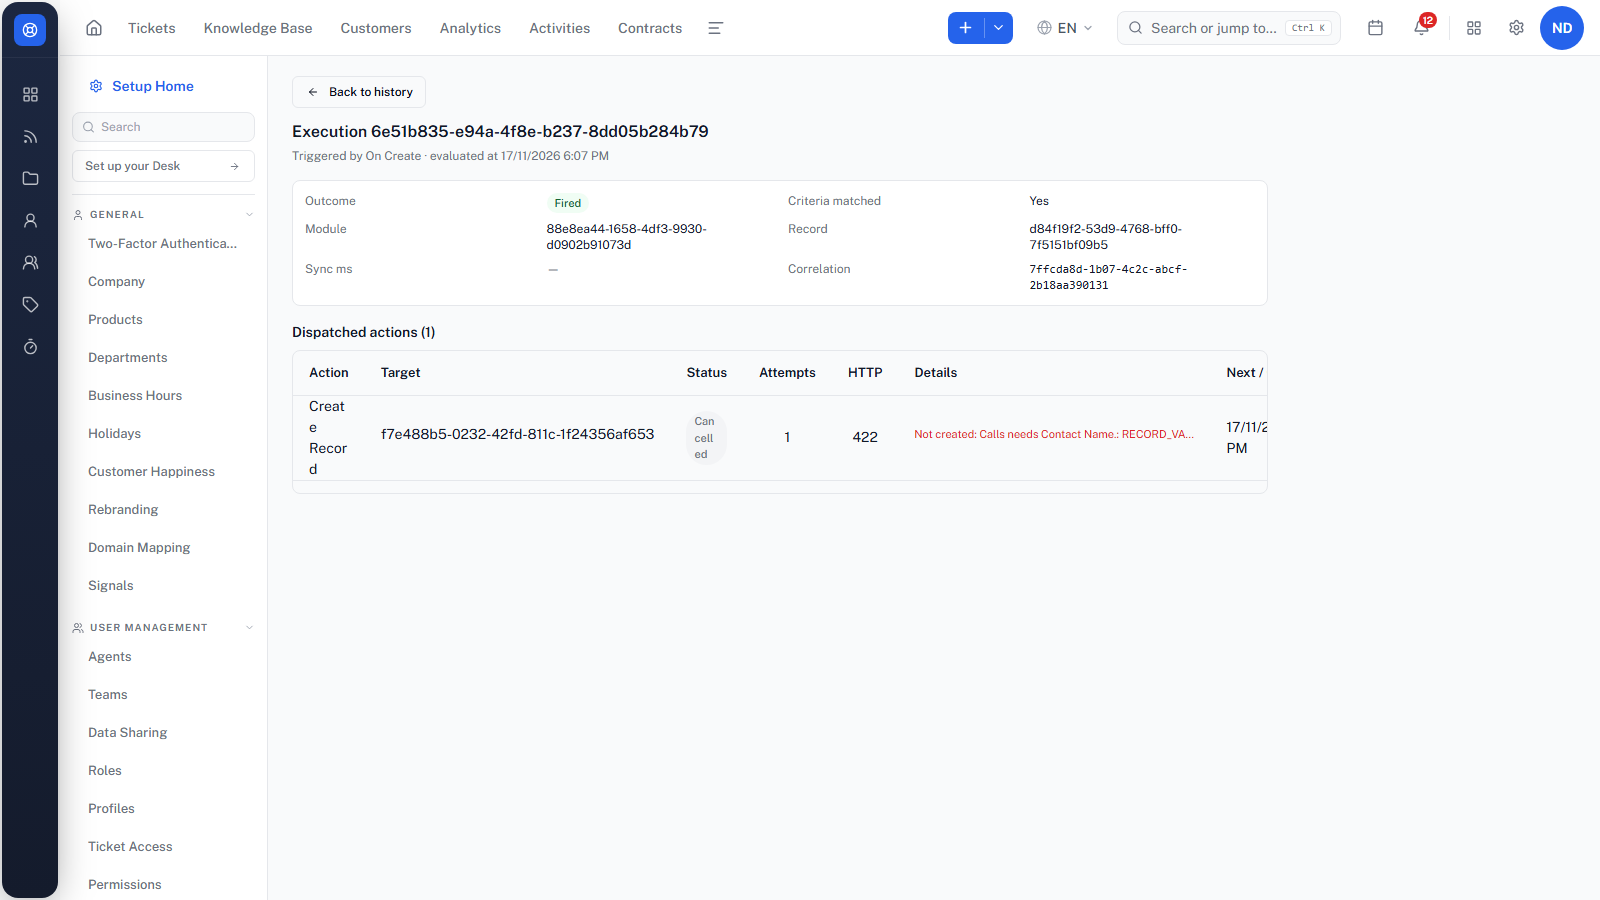 Tickets
Knowledge Base
Customers
Analytics
Activities
Contracts
EN
Search or jump to...
Ctrl K
12
ND
Setup Home
Search
Set up your Desk
GENERAL
Two-Factor Authentica...
Company
Products
Departments
Business Hours
Holidays
Customer Happiness
Rebranding
Domain Mapping
Signals
USER MANAGEMENT
Agents
Teams
Data Sharing
Roles
Profiles
Ticket Access
Permissions
Back to history
Execution 6e51b835-e94a-4f8e-b237-8dd05b284b79
Triggered by On Create · evaluated at 17/11/2026 6:07 PM
Outcome
Fired
Criteria matched
Yes
Module
88e8ea44-1658-4df3-9930-
d0902b91073d
Record
d84f19f2-53d9-4768-bff0-
7f5151bf09b5
Sync ms
—
Correlation
7ffcda8d-1b07-4c2c-abcf-
2b18aa390131
Dispatched actions (1)
Action
Target
Status
Attempts
HTTP
Details
Next /
Creat
e
Recor
d
f7e488b5-0232-42fd-811c-1f24356af653
Can
cell
ed
1
422
Not created: Calls needs Contact Name.: RECORD_VA...
17/11/2
PM